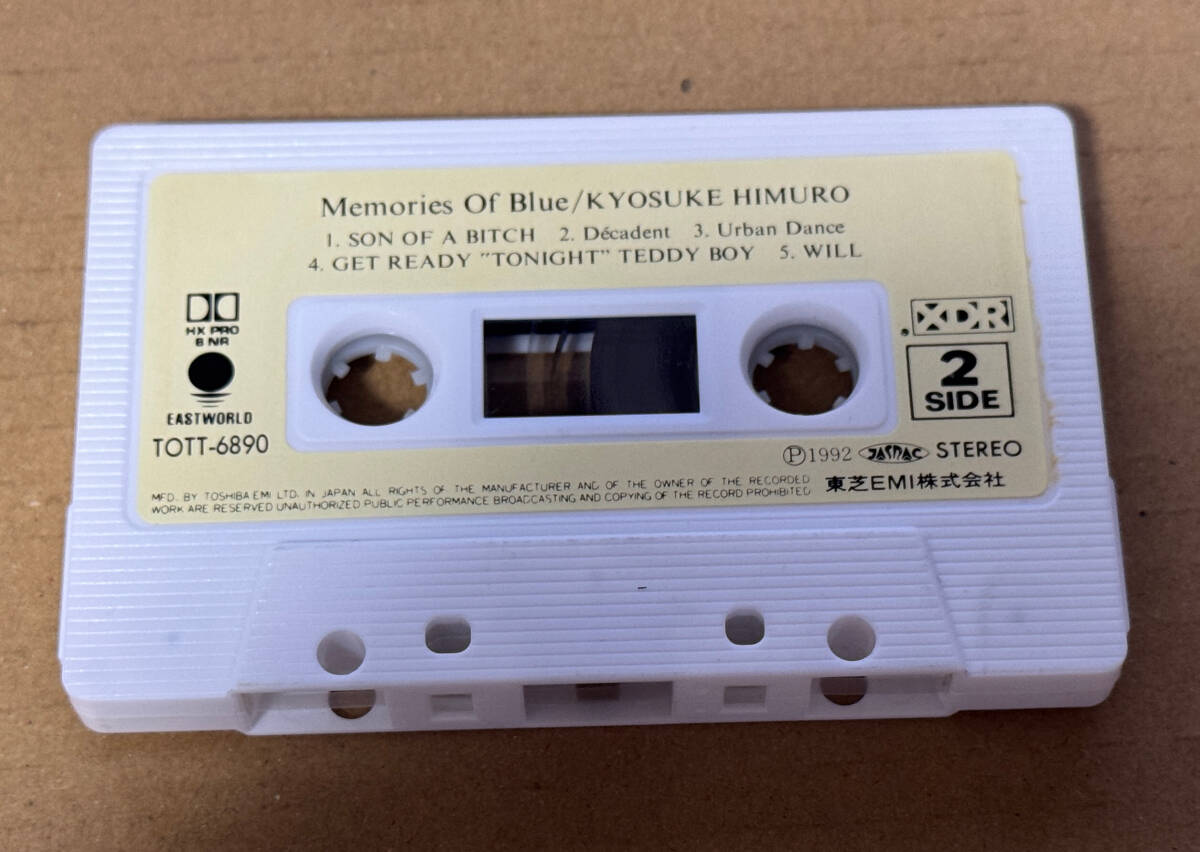 Memories Of Blue/KYOSUKE HIMURO
1. SON OF A BITCH 2. Décadent 3. Urban Dance
4. GET READY "TONIGHT" TEDDY BOY 5. WILL
HX PRO
B NR
EASTWORLD
TOTT-6890
XDR
2
SIDE
Ⓟ1992 JASRAC STEREO
MFD. BY TOSHIBA EMI LTD. IN JAPAN ALL RIGHTS OF THE MANUFACTURER AND OF THE OWNER OF THE RECORDED
WORK ARE RESERVED UNAUTHORIZED PUBLIC PERFORMANCE BROADCASTING AND COPYING OF THE RECORD PROHIBITED
東芝EMI株式会社